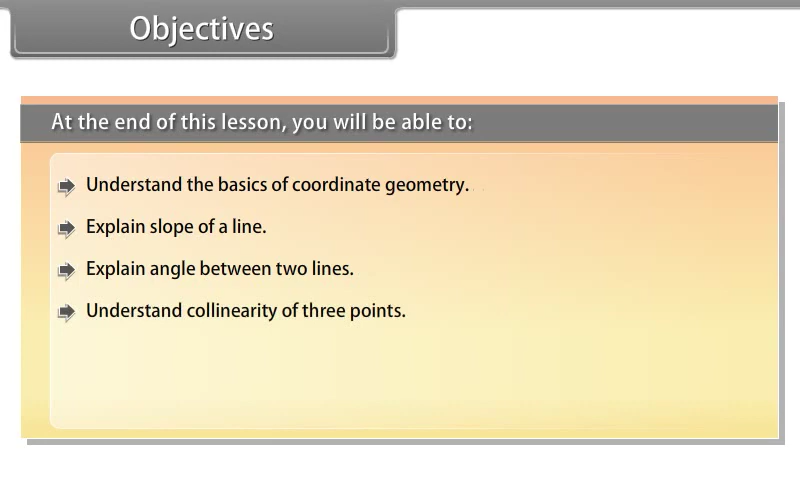 Objectives
At the end of this lesson, you will be able to:
Understand the basics of coordinate geometry.
Explain slope of a line.
Explain angle between two lines.
Understand collinearity of three points.